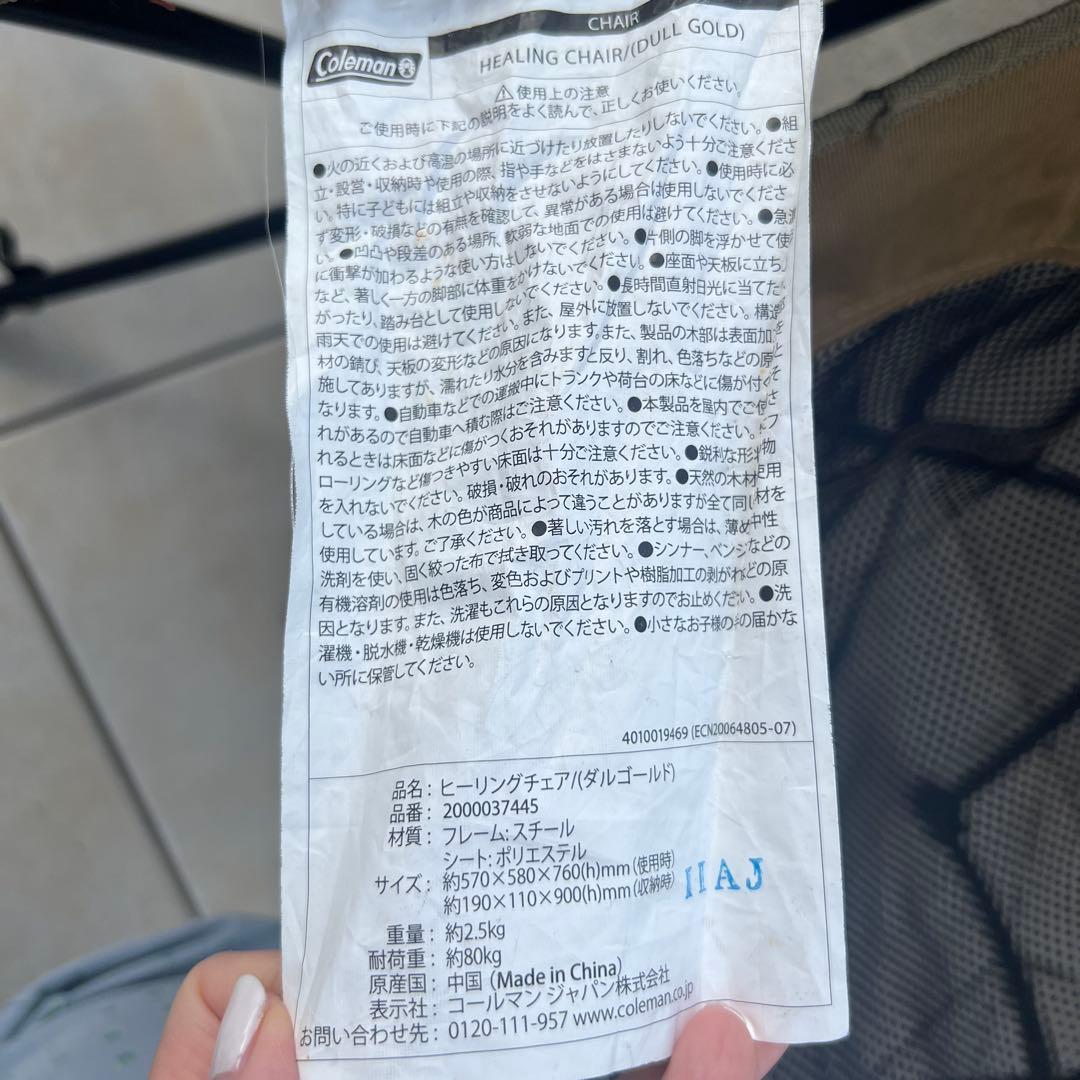 CHAIR
Coleman
HEALING CHAIR/(DULL GOLD)
⚠使用上の注意
ご使用時に下記の説明をよく読んで、正しくお使いください。
●火の近くおよび高温の場所に近づけたり放置したりしないでください。●組
立・設営・収納時や使用の際、指や手などをはさまないよう十分ご注意くださ
い。特に子どもには組立や収納をさせないようにしてください。●使用時に必
ず変形・破損などの有無を確認して、異常がある場合は使用しないでくださ
い。●凹凸や段差のある場所、軟弱な地面での使用は避けてください。●急激
に衝撃が加わるような使い方はしないでください。●片側の脚を浮かせて使
など、著しく一方の脚部に体重をかけないでください。●座面や天板に立ち
がったり、踏み台として使用しないでください。●長時間直射日光に当てた
雨天での使用は避けてください。また、屋外に放置しないでください。構造
材の錆び、天板の変形などの原因になります。また、製品の木部は表面加工を
施してありますが、濡れたり水分を含みますと反り、割れ、色落ちなどの原
なります。●自動車などでの運搬中にトランクや荷台の床などに傷が付くそ
れがあるので自動車へ積む際はご注意ください。●本製品を屋内でご使さ
れるときは床面などに傷がつくおそれがありますのでご注意ください。フ
ローリングなど傷つきやすい床面は十分ご注意ください。●鋭利な形物
を入れないでください。破損・破れのおそれがあります。●天然の木材使用
している場合は、木の色が商品によって違うことがありますが全て同じ材を
使用しています。ご了承ください。●著しい汚れを落とす場合は、薄め中性
洗剤を使い、固く絞った布で拭き取ってください。●シンナー、ベンジなどの
有機溶剤の使用は色落ち、変色およびプリントや樹脂加工の剥がれどの原
因となります。また、洗濯もこれらの原因となりますのでお止めください。●洗
濯機・脱水機・乾燥機は使用しないでください。●小さなお子様の手の届かな
い所に保管してください。
4010019469 (ECN20064805-07)
品名：ヒーリングチェア/(ダルゴールド)
品番：2000037445
材質：フレーム:スチール
シート:ポリエステル
サイズ：約570×580×760(h)mm(使用時)
約190×110×900(h)mm(収納時)
IIAJ
重量：約2.5kg
耐荷重：約80kg
原産国：中国 (Made in China)
表示社：コールマン ジャパン株式会社
お問い合わせ先：0120-111-957 www.coleman.co.jp